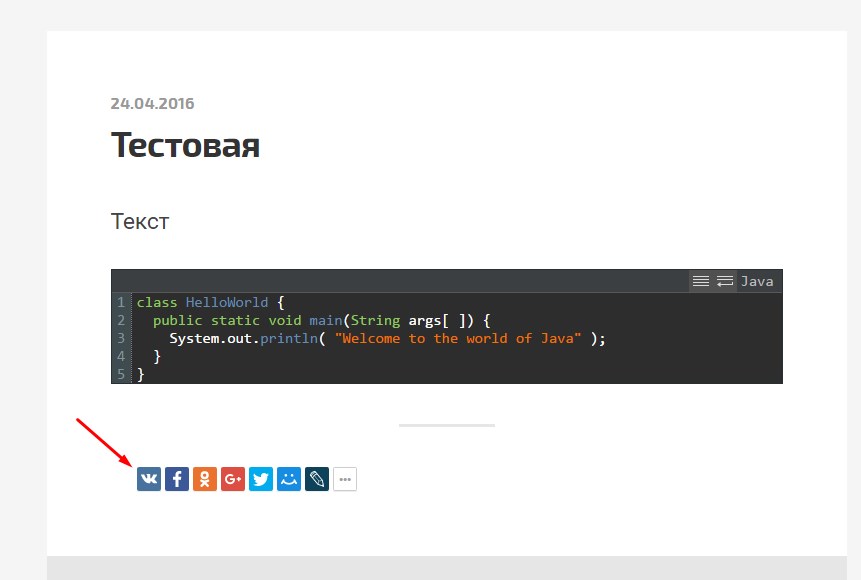 24.04.2016
Тестовая
Текст
Java
1 class HelloWorld {
2 public static void main(String args[ ]) {
3 System.out.println( "Welcome to the world of Java" );
4 }
5 }